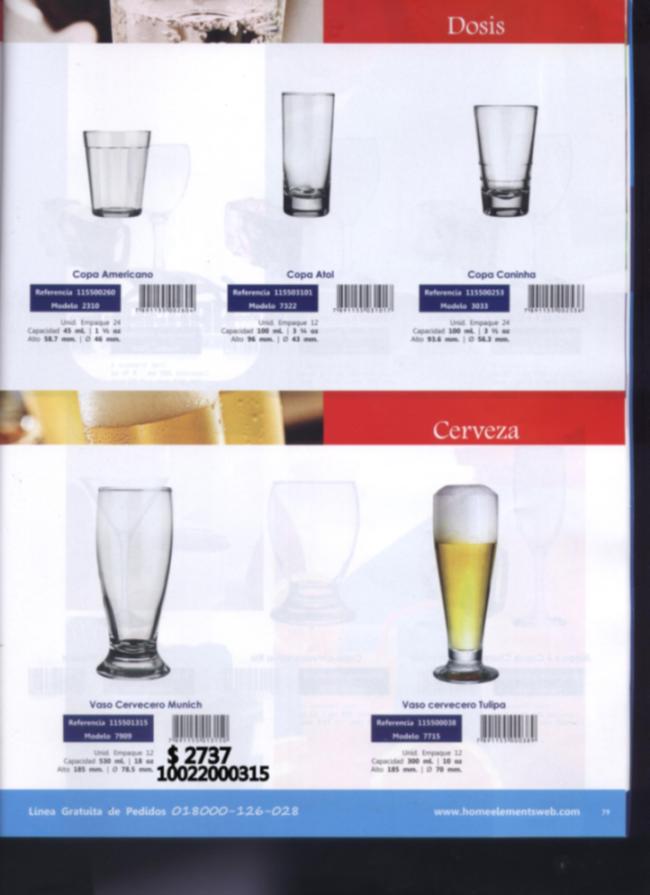 Dosis
Copa Americano
Referencia 115500260
Modelo 2310
Unid. Empaque 24
Capacidad 45 ml. | 1 ½ oz
Alto 58.7 mm. | Ø 46 mm.
Copa Atol
Referencia 115503101
Modelo 7322
Unid. Empaque 12
Capacidad 100 ml. | 3 ½ oz
Alto 96 mm. | Ø 43 mm.
Copa Caninha
Referencia 115500253
Modelo 3033
Unid. Empaque 24
Capacidad 100 ml. | 3 ½ oz
Alto 93.6 mm. | Ø 56.3 mm.
Cerveza
Vaso Cervecero Munich
Referencia 115501315
Modelo 7909
Unid. Empaque 12
Capacidad 530 ml. | 18 oz
Alto 185 mm. | Ø 78.5 mm.
$ 2737
10022000315
Vaso cervecero Tulipa
Referencia 115500038
Modelo 7715
Unid. Empaque 12
Capacidad 300 ml. | 10 oz
Alto 185 mm. | Ø 70 mm.
Línea Gratuita de Pedidos 018000-126-028
www.homeelementsweb.com
79